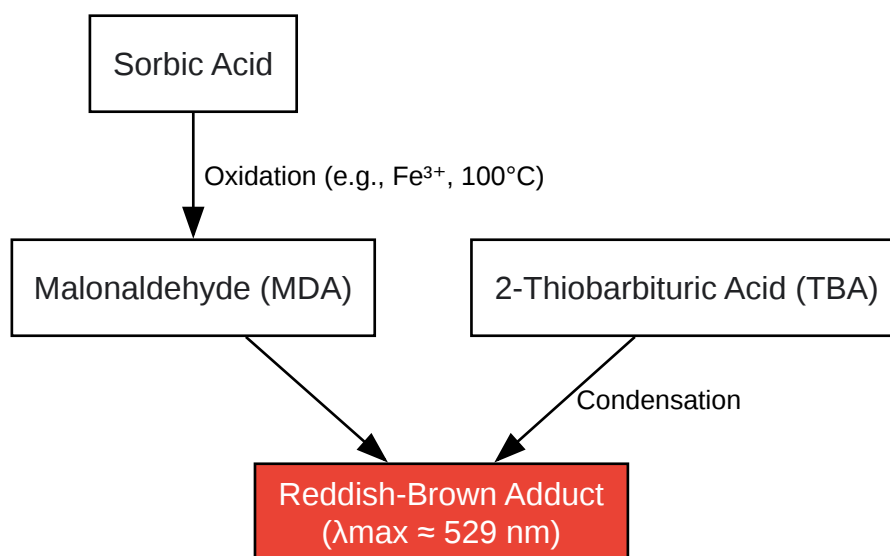 Sorbic Acid
Oxidation (e.g., Fe³⁺, 100°C)
Malonaldehyde (MDA)
2-Thiobarbituric Acid (TBA)
Condensation
Reddish-Brown Adduct
(λmax ≈ 529 nm)